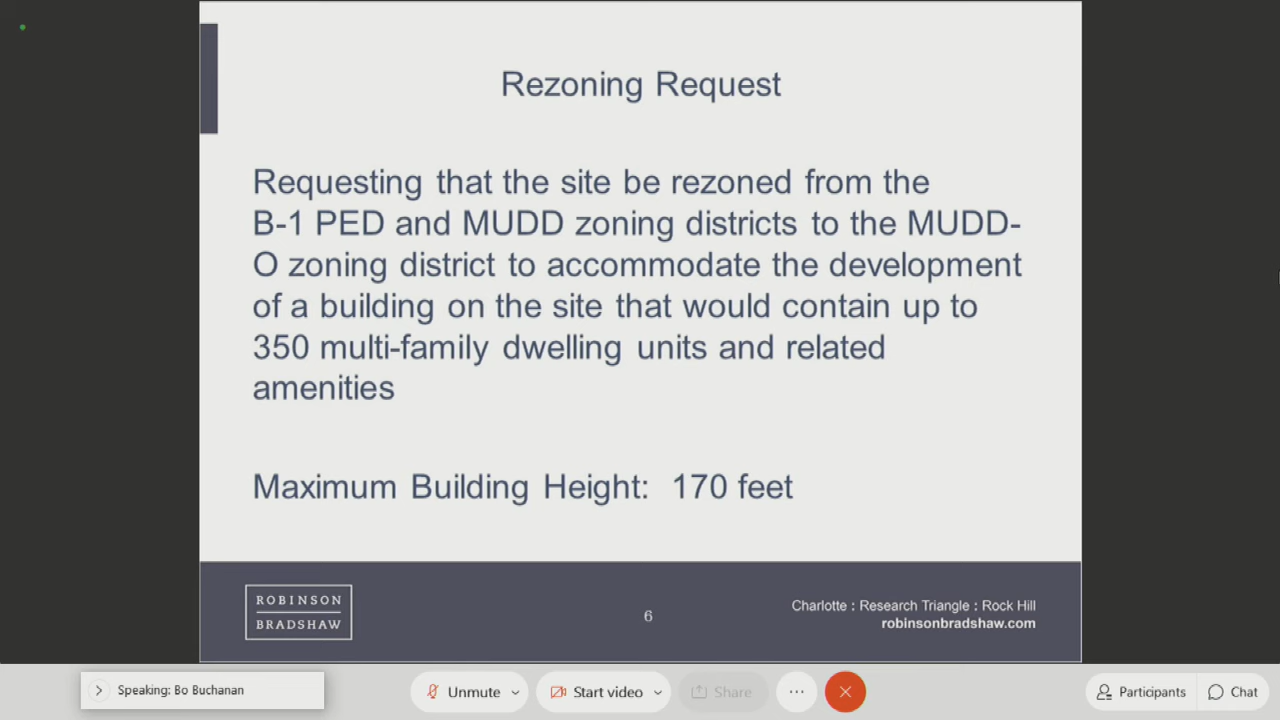 Rezoning Request
Requesting that the site be rezoned from the
B-1 PED and MUDD zoning districts to the MUDD-
O zoning district to accommodate the development
of a building on the site that would contain up to
350 multi-family dwelling units and related
amenities
Maximum Building Height: 170 feet
ROBINSON
BRADSHAW
6
Charlotte : Research Triangle : Rock Hill
robinsonbradshaw.com
Speaking: Bo Buchanan
Unmute
Start video
Share
Participants
Chat